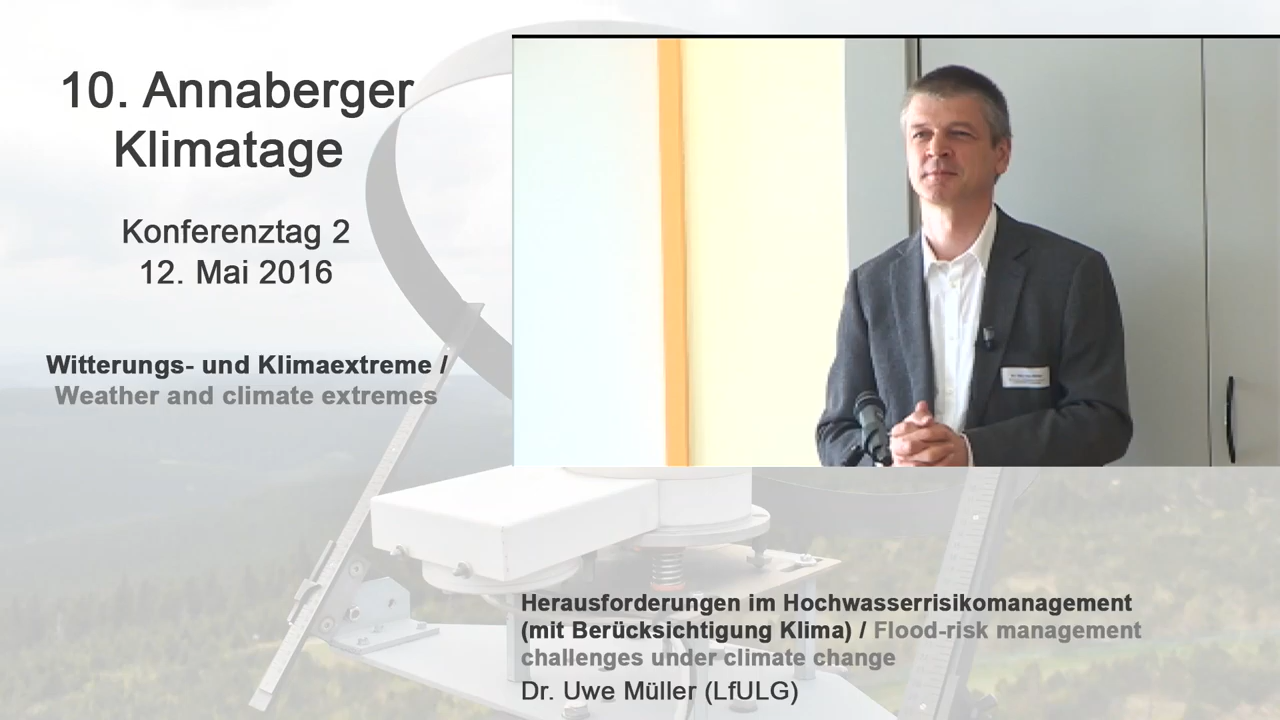 10. Annaberger
Klimatage
Konferenztag 2
12. Mai 2016
Witterungs- und Klimaextreme /
Weather and climate extremes
Herausforderungen im Hochwasserrisikomanagement
(mit Berücksichtigung Klima) / Flood-risk management
challenges under climate change
Dr. Uwe Müller (LfULG)